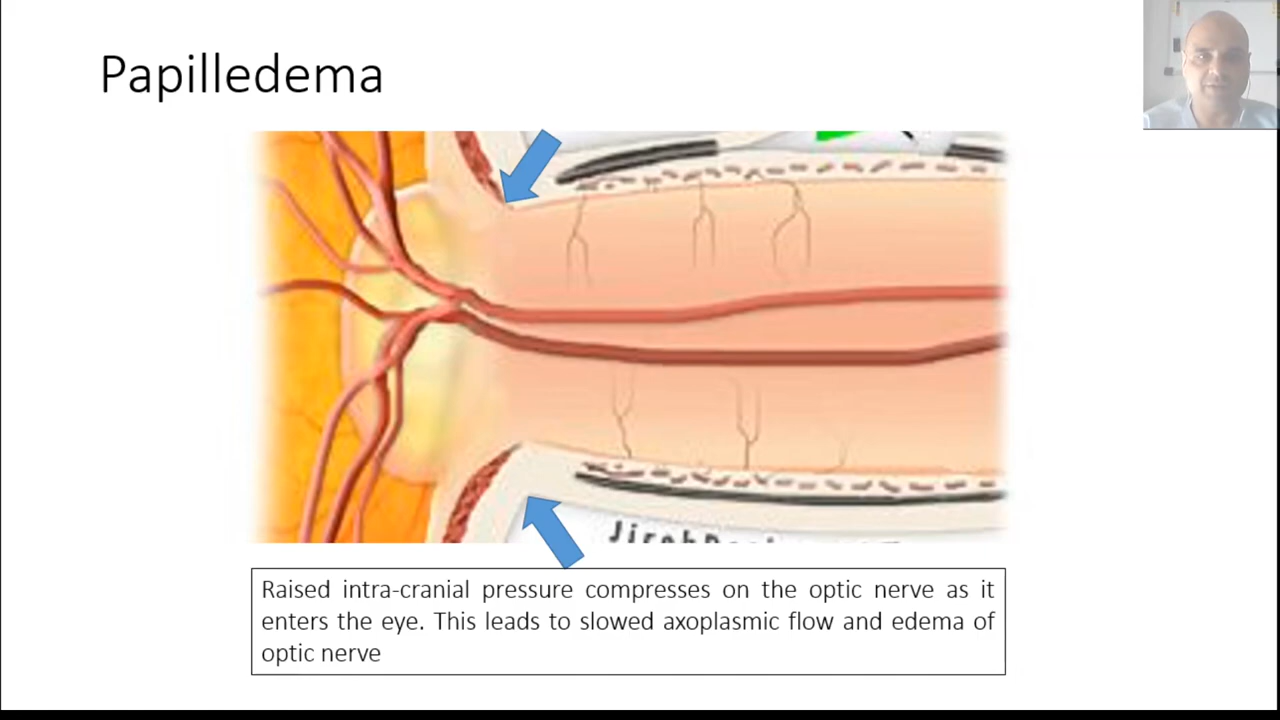 Papilledema
Raised intra-cranial pressure compresses on the optic nerve as it
enters the eye. This leads to slowed axoplasmic flow and edema of
optic nerve